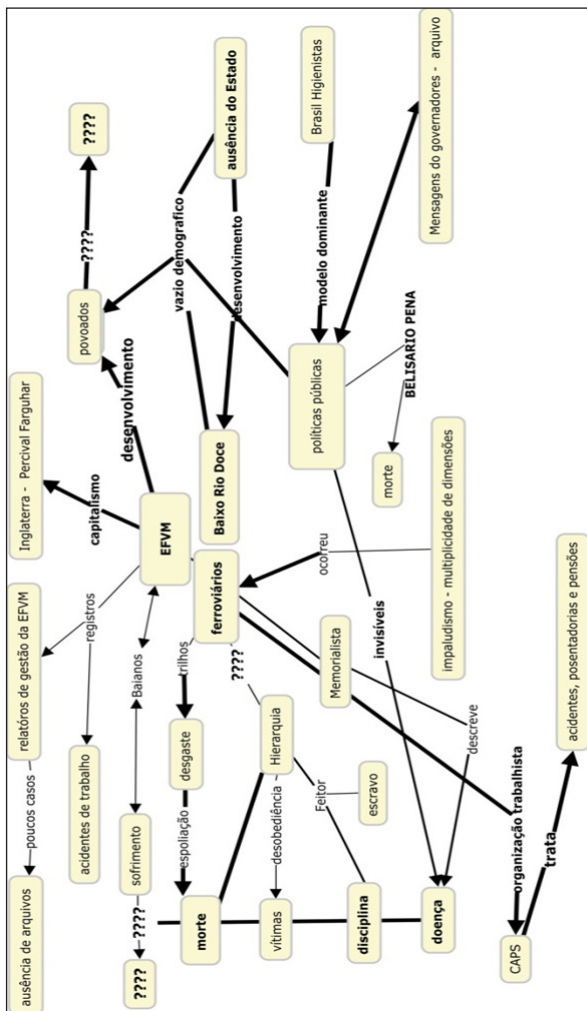 ausência de arquivos
poucos casos
relatóros de gestão da EFVM
Inglaterra - Percival Farguhar
acidentes de trabalho
registros
capitalismo
povoados
????
????
????
????
sofrimento
Baianos
desenvolvimento
EFVM
morte
espoliação
desgaste
trilhos
vazio demografico
????
ferroviários
Baixo Rio Doce
desenvolvimento
ausência do Estado
vítimas
desobediência
Hierarquia
Feitor
Memorialista
ocorreu
políticas públicas
modelo dominante
Brasil Higienistas
disciplina
escravo
invisíveis
morte
BELISARIO PENA
Mensagens do governadores - arquivo
doença
impaludismo - multiplicidade de dimensões
descreve
CAPS
organização trabalhista
trata
acidentes, posentadorias e pensões